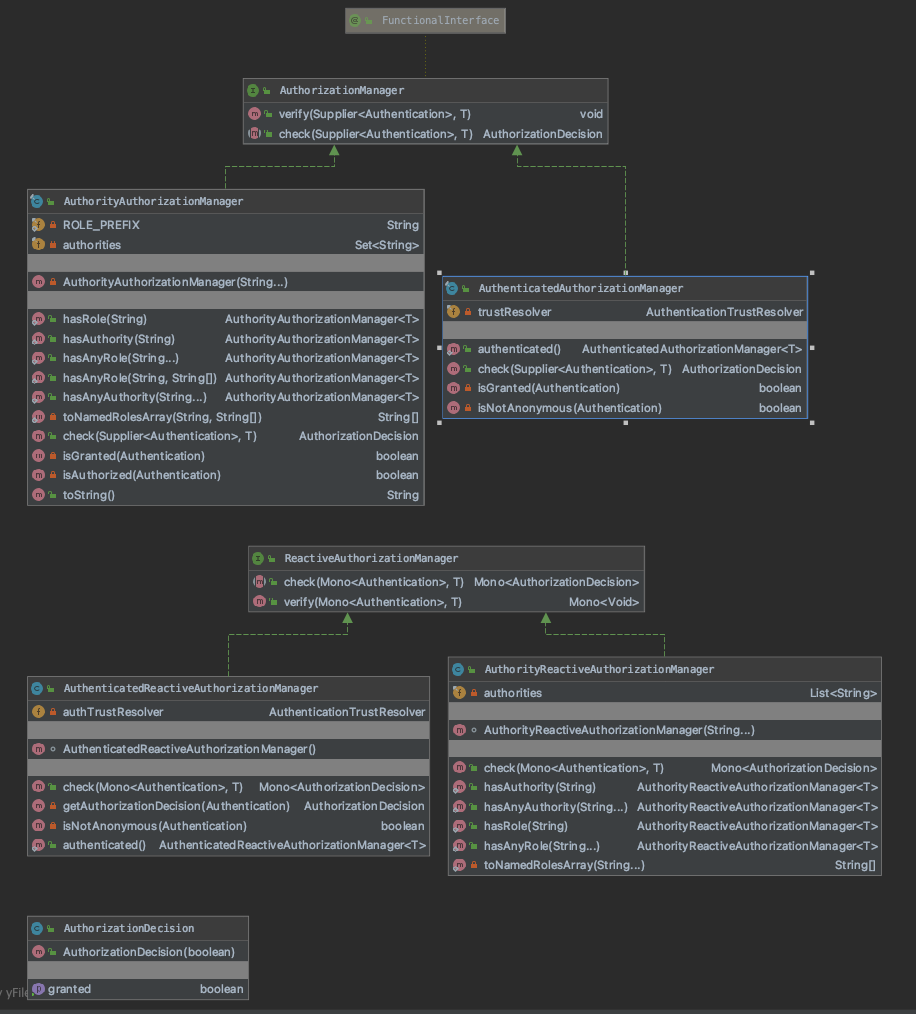 FunctionalInterface
AuthorizationManager
verify(Supplier<Authentication>, T) void
check(Supplier<Authentication>, T) AuthorizationDecision
AuthorityAuthorizationManager
ROLE_PREFIX String
authorities Set<String>
AuthorityAuthorizationManager(String...)
hasRole(String) AuthorityAuthorizationManager<T>
hasAuthority(String) AuthorityAuthorizationManager<T>
hasAnyRole(String...) AuthorityAuthorizationManager<T>
hasAnyRole(String, String[]) AuthorityAuthorizationManager<T>
hasAnyAuthority(String...) AuthorityAuthorizationManager<T>
toNamedRolesArray(String, String[]) String[]
check(Supplier<Authentication>, T) AuthorizationDecision
isGranted(Authentication) boolean
isAuthorized(Authentication) boolean
toString() String
AuthenticatedAuthorizationManager
trustResolver AuthenticationTrustResolver
authenticated() AuthenticatedAuthorizationManager<T>
check(Supplier<Authentication>, T) AuthorizationDecision
isGranted(Authentication) boolean
isNotAnonymous(Authentication) boolean
ReactiveAuthorizationManager
check(Mono<Authentication>, T) Mono<AuthorizationDecision>
verify(Mono<Authentication>, T) Mono<Void>
AuthenticatedReactiveAuthorizationManager
authTrustResolver AuthenticationTrustResolver
AuthenticatedReactiveAuthorizationManager()
check(Mono<Authentication>, T) Mono<AuthorizationDecision>
getAuthorizationDecision(Authentication) AuthorizationDecision
isNotAnonymous(Authentication) boolean
authenticated() AuthenticatedReactiveAuthorizationManager<T>
AuthorityReactiveAuthorizationManager
authorities List<String>
AuthorityReactiveAuthorizationManager(String...)
check(Mono<Authentication>, T) Mono<AuthorizationDecision>
hasAuthority(String) AuthorityReactiveAuthorizationManager<T>
hasAnyAuthority(String...) AuthorityReactiveAuthorizationManager<T>
hasRole(String) AuthorityReactiveAuthorizationManager<T>
hasAnyRole(String...) AuthorityReactiveAuthorizationManager<T>
toNamedRolesArray(String...) String[]
AuthorizationDecision
AuthorizationDecision(boolean)
granted boolean